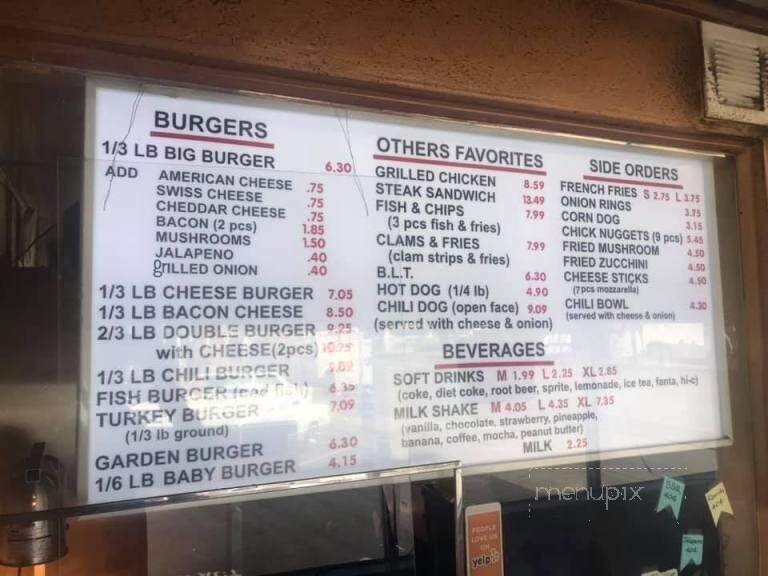 BURGERS
1/3 LB BIG BURGER 6.30
ADD AMERICAN CHEESE .75
SWISS CHEESE .75
CHEDDAR CHEESE .75
BACON (2 pcs) 1.85
MUSHROOMS 1.50
JALAPENO .40
grILLED ONION .40
1/3 LB CHEESE BURGER 7.05
1/3 LB BACON CHEESE 8.50
2/3 LB DOUBLE BURGER 9.25
with CHEESE(2pcs) 10.75
1/3 LB CHILI BURGER
FISH BURGER 6.35
TURKEY BURGER 7.09
(1/3 lb ground)
GARDEN BURGER 6.30
1/6 LB BABY BURGER 4.15
OTHERS FAVORITES
GRILLED CHICKEN 8.59
STEAK SANDWICH 13.49
FISH & CHIPS 7.99
(3 pcs fish & fries)
CLAMS & FRIES 7.99
(clam strips & fries)
B.L.T. 6.30
HOT DOG (1/4 lb) 4.90
CHILI DOG (open face) 9.09
(served with cheese & onion)
SIDE ORDERS
FRENCH FRIES S 2.75 L 3.75
ONION RINGS 3.75
CORN DOG 3.15
CHICK NUGGETS (9 pcs) 5.45
FRIED MUSHROOM 4.50
FRIED ZUCCHINI 4.50
CHEESE STICKS 4.50
(7pcs mozzarella)
CHILI BOWL 4.30
(served with cheese & onion)
BEVERAGES
SOFT DRINKS M 1.99 L 2.25 XL 2.85
(coke, diet coke, root beer, sprite, lemonade, ice tea, fanta, hi-c)
MILK SHAKE M 4.05 L 4.35 XL 7.35
(vanilla, chocolate, strawberry, pineapple,
banana, coffee, mocha, peanut butter)
MILK 2.25
menupix
PEOPLE
LOVE US
ON
yelp